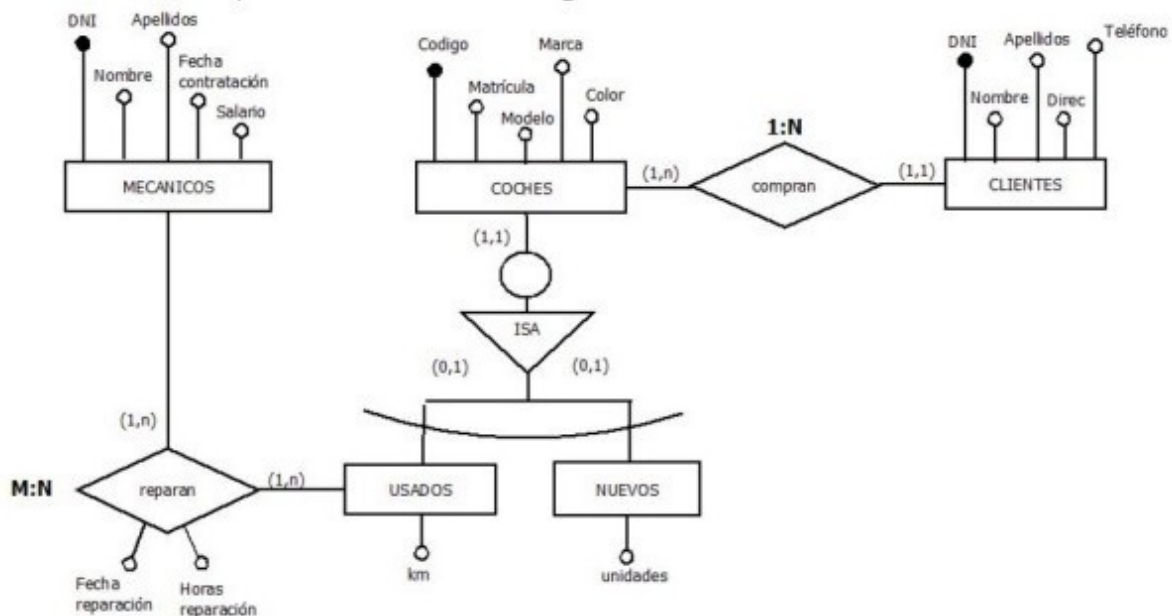 DNI
Apellidos
Nombre
Fecha
contratación
Salario
MECANICOS
Codigo
Matrícula
Modelo
Marca
Color
COCHES
(1,n)
1:N
compran
(1,1)
DNI
Nombre
Apellidos
Direc
Teléfono
CLIENTES
(1,1)
ISA
(0,1)
(0,1)
(1,n)
M:N
reparan
(1,n)
Fecha
reparación
Horas
reparación
USADOS
km
NUEVOS
unidades